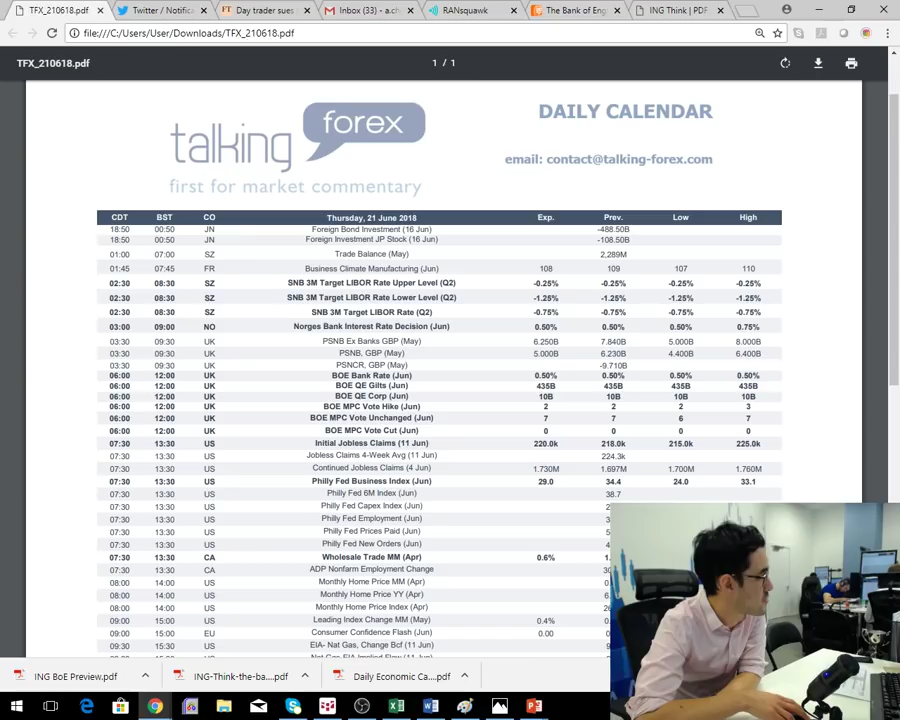 TFX_210618.pdf
Twitter / Notific
Day trader sues
Inbox (33) - a.ch
RANsquawk
The Bank of Eng
ING Think | PDF
file:///C:/Users/User/Downloads/TFX_210618.pdf
TFX_210618.pdf
1 / 1
talking forex
first for market commentary
DAILY CALENDAR
email: contact@talking-forex.com
CDT BST CO Thursday, 21 June 2018 Exp. Prev. Low High
18:50 00:50 JN Foreign Bond Investment (16 Jun) -488.50B
18:50 00:50 JN Foreign Investment JP Stock (16 Jun) -108.50B
01:00 07:00 SZ Trade Balance (May) 2,289M
01:45 07:45 FR Business Climate Manufacturing (Jun) 108 109 107 110
02:30 08:30 SZ SNB 3M Target LIBOR Rate Upper Level (Q2) -0.25% -0.25% -0.25% -0.25%
02:30 08:30 SZ SNB 3M Target LIBOR Rate Lower Level (Q2) -1.25% -1.25% -1.25% -1.25%
02:30 08:30 SZ SNB 3M Target LIBOR Rate (Q2) -0.75% -0.75% -0.75% -0.75%
03:00 09:00 NO Norges Bank Interest Rate Decision (Jun) 0.50% 0.50% 0.50% 0.75%
03:30 09:30 UK PSNB Ex Banks GBP (May) 6.250B 7.840B 5.000B 8.000B
03:30 09:30 UK PSNB, GBP (May) 5.000B 6.230B 4.400B 6.400B
03:30 09:30 UK PSNCR, GBP (May) -9.710B
06:00 12:00 UK BOE Bank Rate (Jun) 0.50% 0.50% 0.50% 0.50%
06:00 12:00 UK BOE QE Gilts (Jun) 435B 435B 435B 435B
06:00 12:00 UK BOE QE Corp (Jun) 10B 10B 10B 10B
06:00 12:00 UK BOE MPC Vote Hike (Jun) 2 2 2 3
06:00 12:00 UK BOE MPC Vote Unchanged (Jun) 7 7 6 7
06:00 12:00 UK BOE MPC Vote Cut (Jun) 0 0 0 0
07:30 13:30 US Initial Jobless Claims (11 Jun) 220.0k 218.0k 215.0k 225.0k
07:30 13:30 US Jobless Claims 4-Week Avg (11 Jun) 224.3k
07:30 13:30 US Continued Jobless Claims (4 Jun) 1.730M 1.697M 1.700M 1.760M
07:30 13:30 US Philly Fed Business Index (Jun) 29.0 34.4 24.0 33.1
07:30 13:30 US Philly Fed 6M Index (Jun) 38.7
07:30 13:30 US Philly Fed Capex Index (Jun) 2
07:30 13:30 US Philly Fed Employment (Jun) 3
07:30 13:30 US Philly Fed Prices Paid (Jun) 5
07:30 13:30 US Philly Fed New Orders (Jun) 4
07:30 13:30 CA Wholesale Trade MM (Apr) 0.6% 1.
07:30 13:30 CA ADP Nonfarm Employment Change 30
08:00 14:00 US Monthly Home Price MM (Apr) 0.
08:00 14:00 US Monthly Home Price YY (Apr) 6.
08:00 14:00 US Monthly Home Price Index (Apr) 26
09:00 15:00 US Leading Index Change MM (May) 0.4% 0.
09:00 15:00 EU Consumer Confidence Flash (Jun) 0.00 0.
09:30 15:30 US EIA- Nat Gas, Change Bcf (11 Jun) 9
Nat Gas-EIA Implied Flow (11 Jun)
ING BoE Preview.pdf
ING-Think-the-ba....pdf
Daily Economic Ca....pdf